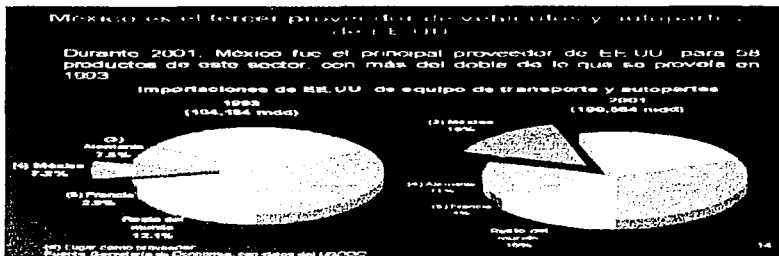 México es el tercer proveedor de vehículos y autopartes
de EE.UU.
Durante 2001, México fue el principal proveedor de EE.UU. para 58
productos de este sector, con más del doble de lo que se proveía en
1993
Importaciones de EE.UU. de equipo de transporte y autopartes
1993
2001
(3)
Alemania
7.5%
(4) México
7.2%
(5) Francia
2.9%
Resto del
mundo
12.1%
(3) México
(4) Alemania
11%
(5) Francia
Resto del
mundo
(#) Lugar como proveedor
Fuente: Secretaría de Economía, con datos del USDOC
14